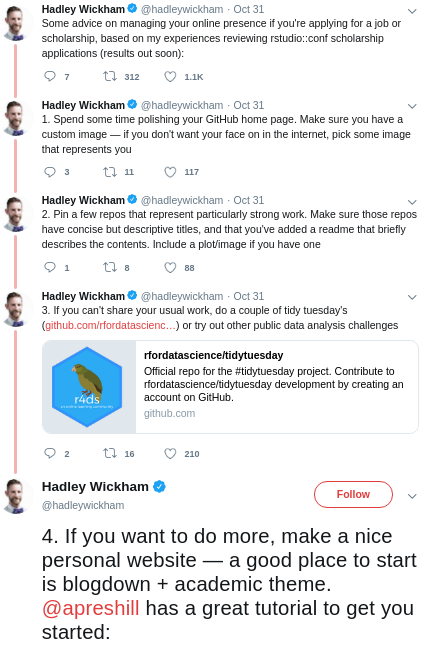 Hadley Wickham @hadleywickham · Oct 31
Some advice on managing your online presence if you're applying for a job or
scholarship, based on my experiences reviewing rstudio::conf scholarship
applications (results out soon):
7 312 1.1K
Hadley Wickham @hadleywickham · Oct 31
1. Spend some time polishing your GitHub home page. Make sure you have a
custom image — if you don't want your face on in the internet, pick some image
that represents you
3 11 117
Hadley Wickham @hadleywickham · Oct 31
2. Pin a few repos that represent particularly strong work. Make sure those repos
have concise but descriptive titles, and that you've added a readme that briefly
describes the contents. Include a plot/image if you have one
1 8 88
Hadley Wickham @hadleywickham · Oct 31
3. If you can't share your usual work, do a couple of tidy tuesday's
(github.com/rfordatascienc…) or try out other public data analysis challenges
r4ds
rfordatascience/tidytuesday
Official repo for the #tidytuesday project. Contribute to
rfordatascience/tidytuesday development by creating an
account on GitHub.
github.com
2 16 210
Hadley Wickham
@hadleywickham
Follow
4. If you want to do more, make a nice
personal website — a good place to start
is blogdown + academic theme.
@apreshill has a great tutorial to get you
started: